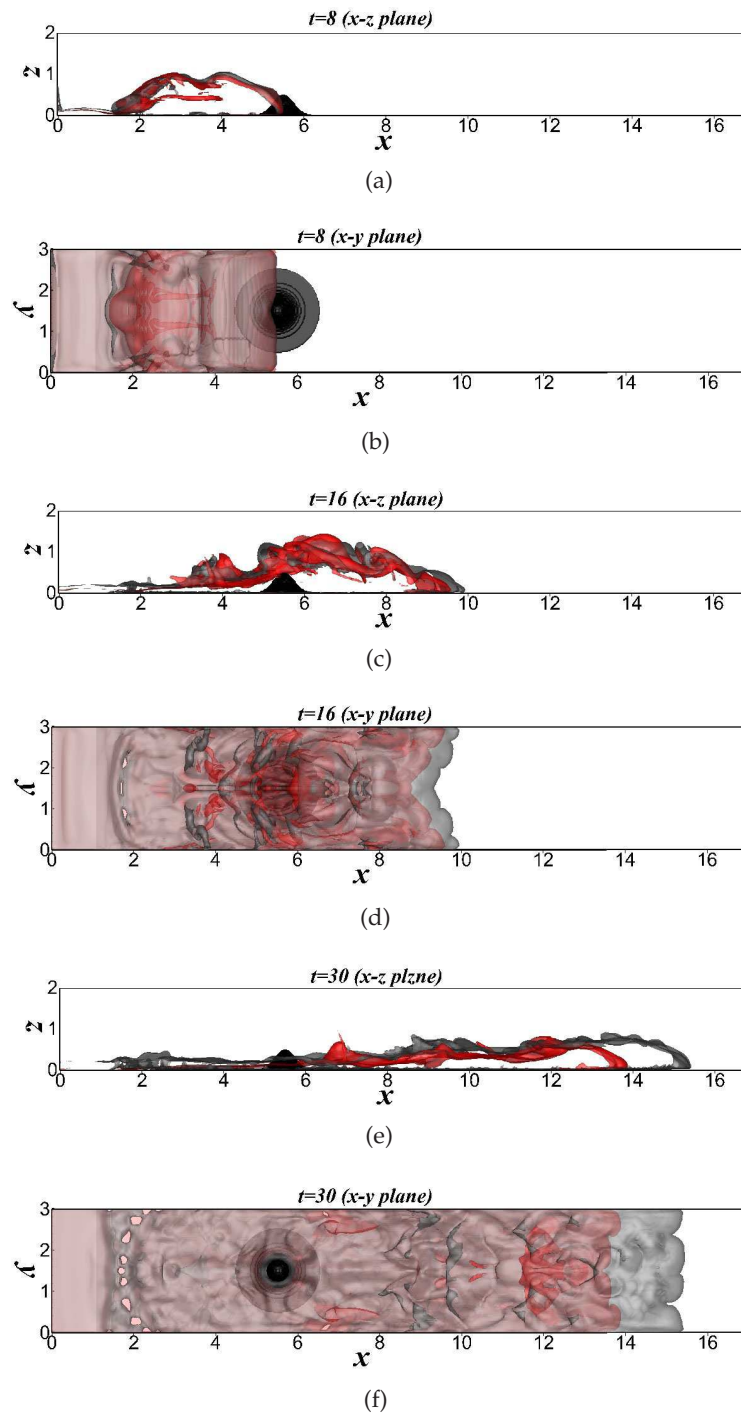 t=8 (x-z plane)
2
1
0
z
0 2 4 6 8 10 12 14 16
x
(a)
t=8 (x-y plane)
3
2
1
0
y
0 2 4 6 8 10 12 14 16
x
(b)
t=16 (x-z plane)
2
1
0
z
0 2 4 6 8 10 12 14 16
x
(c)
t=16 (x-y plane)
3
2
1
0
y
0 2 4 6 8 10 12 14 16
x
(d)
t=30 (x-z plzne)
2
1
0
z
0 2 4 6 8 10 12 14 16
x
(e)
t=30 (x-y plane)
3
2
1
0
y
0 2 4 6 8 10 12 14 16
x
(f)